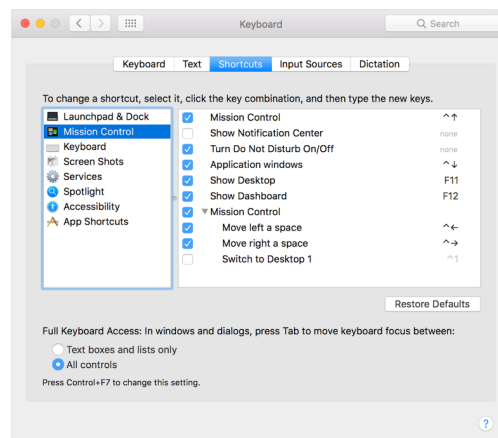 Keyboard
Search
Keyboard Text Shortcuts Input Sources Dictation
To change a shortcut, select it, click the key combination, and then type the new keys.
Launchpad & Dock
Mission Control
Keyboard
Screen Shots
Services
Spotlight
Accessibility
App Shortcuts
Mission Control ^↑
Show Notification Center none
Turn Do Not Disturb On/Off none
Application windows ^↓
Show Desktop F11
Show Dashboard F12
Mission Control
Move left a space ^←
Move right a space ^→
Switch to Desktop 1 ^1
Restore Defaults
Full Keyboard Access: In windows and dialogs, press Tab to move keyboard focus between:
Text boxes and lists only
All controls
Press Control+F7 to change this setting.
?